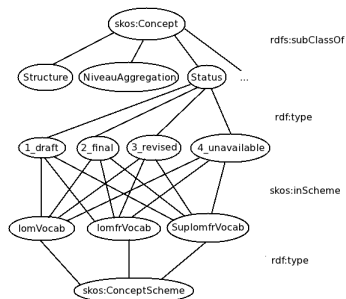 skos:Concept
rdfs:subClassOf
Structure NiveauAggregation Status ...
rdf:type
1_draft 2_final 3_revised 4_unavailable
skos:inScheme
lomVocab lomfrVocab SuplomfrVocab
rdf:type
skos:ConceptScheme